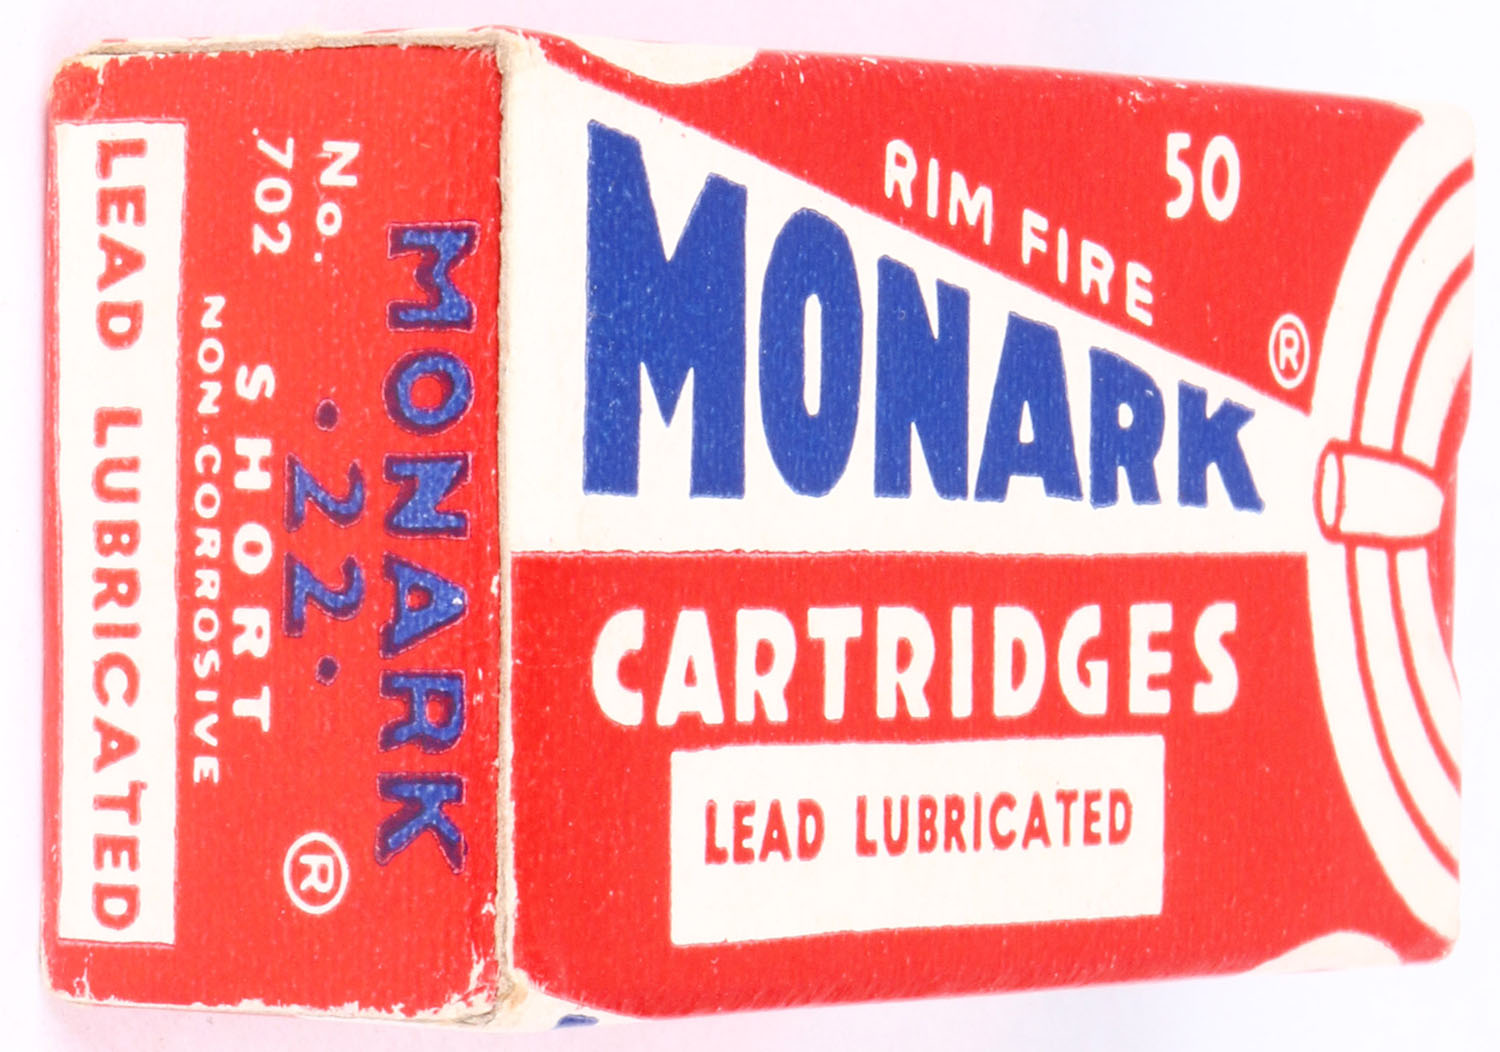 50
RIM FIRE
MONARK ®
CARTRIDGES
LEAD LUBRICATED
MONARK
No. .22.
702 SHORT ®
NON-CORROSIVE
LEAD LUBRICATED